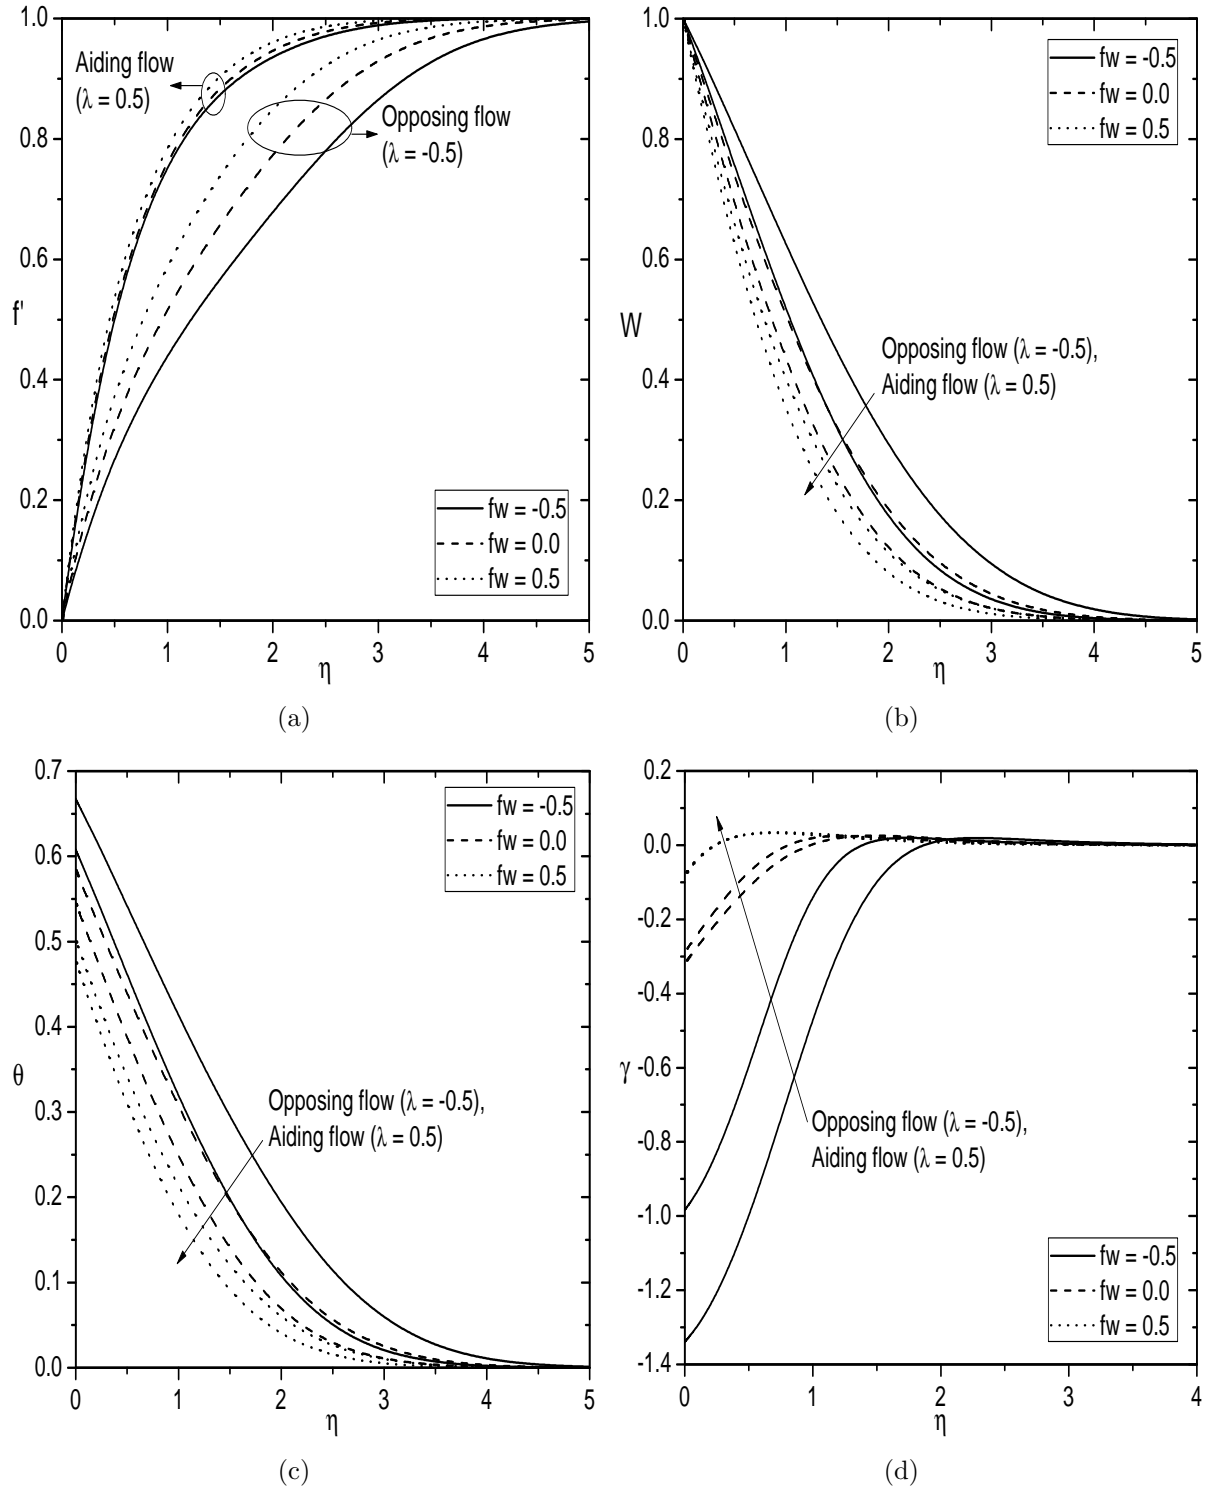 1.0
0.8
0.6
0.4
0.2
0.0
f'
Aiding flow
(λ = 0.5)
Opposing flow
(λ = -0.5)
fw = -0.5
fw = 0.0
fw = 0.5
0 1 2 3 4 5
η
(a)
1.0
0.8
0.6
0.4
0.2
0.0
W
fw = -0.5
fw = 0.0
fw = 0.5
Opposing flow (λ = -0.5),
Aiding flow (λ = 0.5)
0 1 2 3 4 5
η
(b)
0.7
0.6
0.5
0.4
0.3
0.2
0.1
0.0
θ
fw = -0.5
fw = 0.0
fw = 0.5
Opposing flow (λ = -0.5),
Aiding flow (λ = 0.5)
0 1 2 3 4 5
η
(c)
0.2
0.0
-0.2
-0.4
-0.6
-0.8
-1.0
-1.2
-1.4
γ
Opposing flow (λ = -0.5),
Aiding flow (λ = 0.5)
fw = -0.5
fw = 0.0
fw = 0.5
0 1 2 3 4
η
(d)